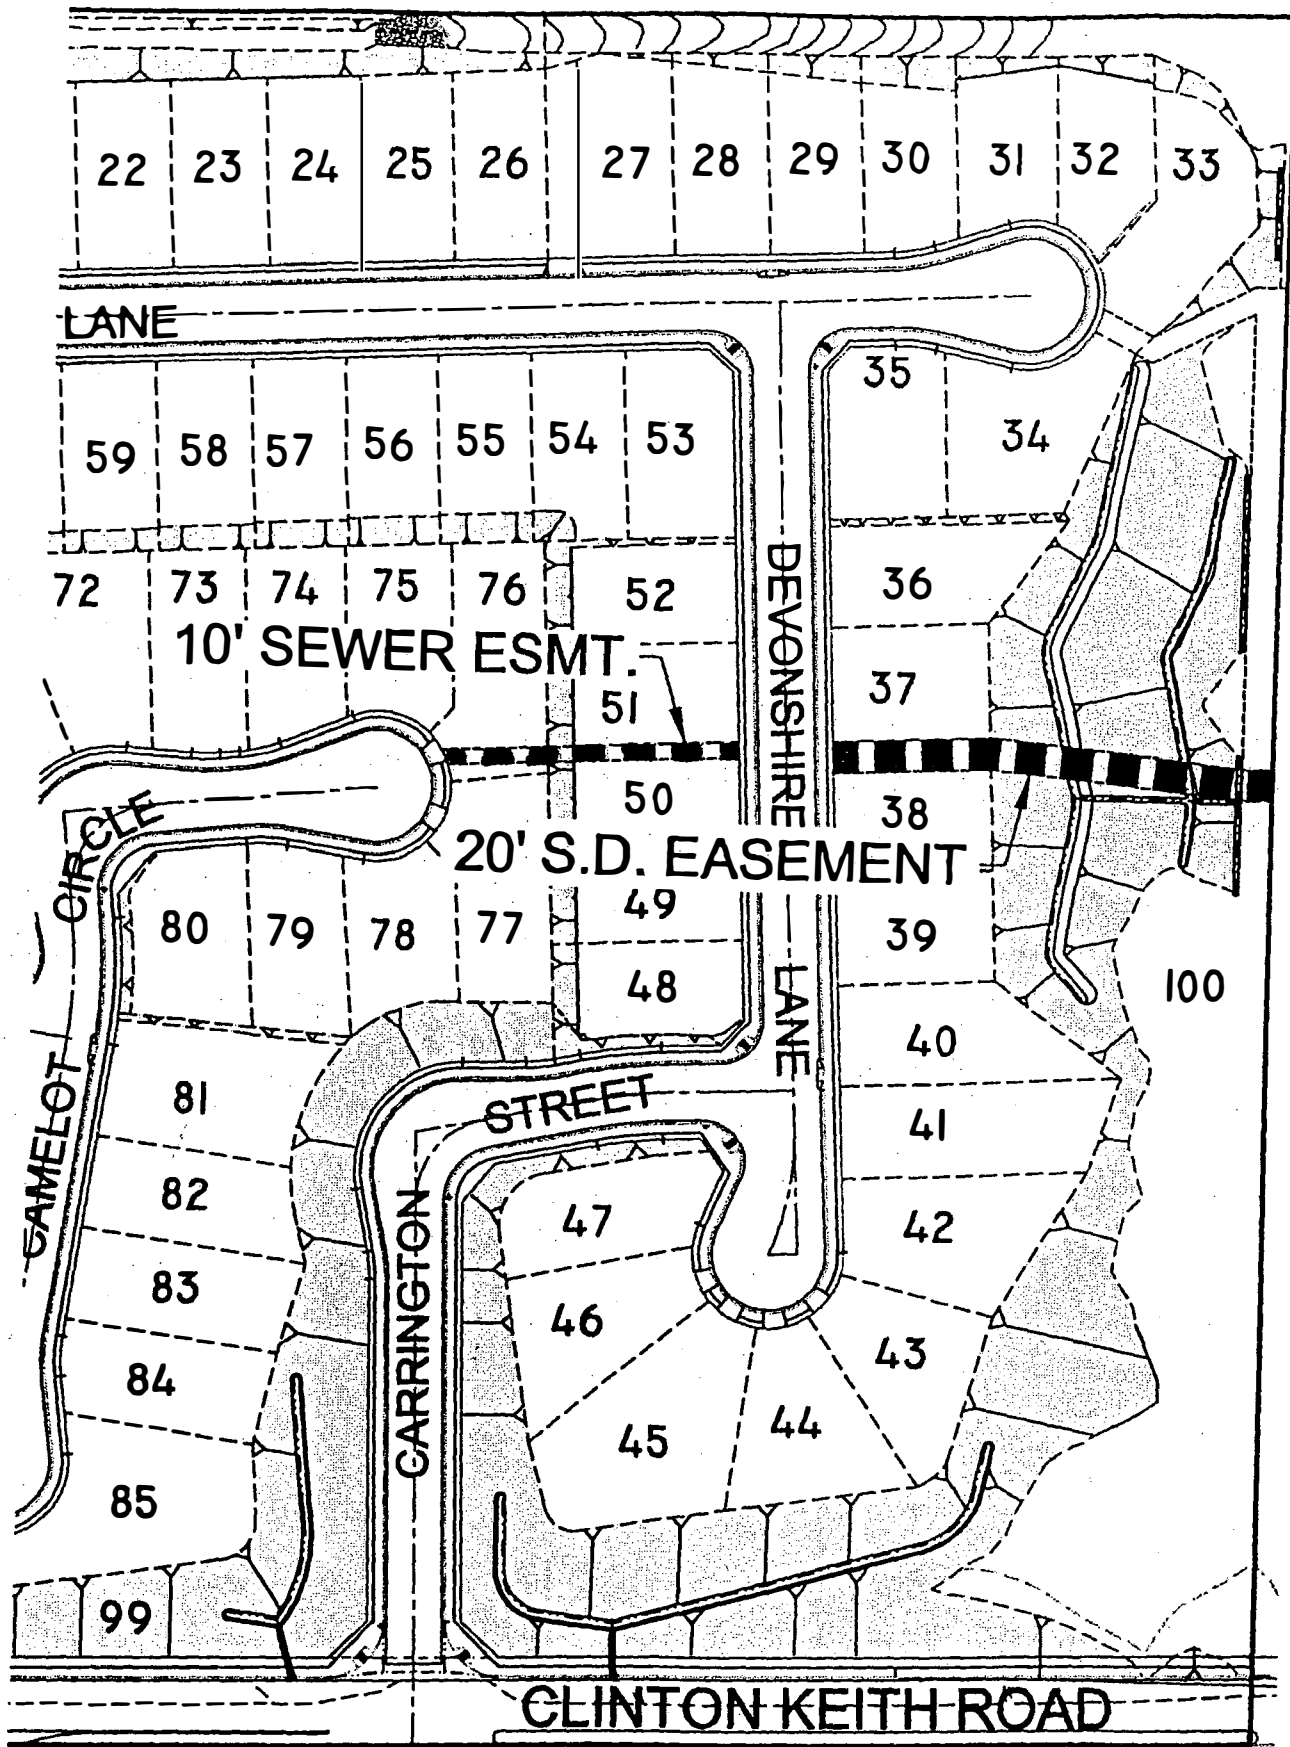 22 23 24 25 26 27 28 29 30 31 32 33
LANE
35
59 58 57 56 55 54 53 34
72 73 74 75 76 52 36
10' SEWER ESMT.
51 37
DEVONSHIRE LANE
50 38
CAMELOT CIRCLE
20' S.D. EASEMENT
80 79 78 77 49 39
48 100
40
81 41
CARRINGTON STREET
82 47 42
83 46
84 43
45 44
85
99
CLINTON KEITH ROAD